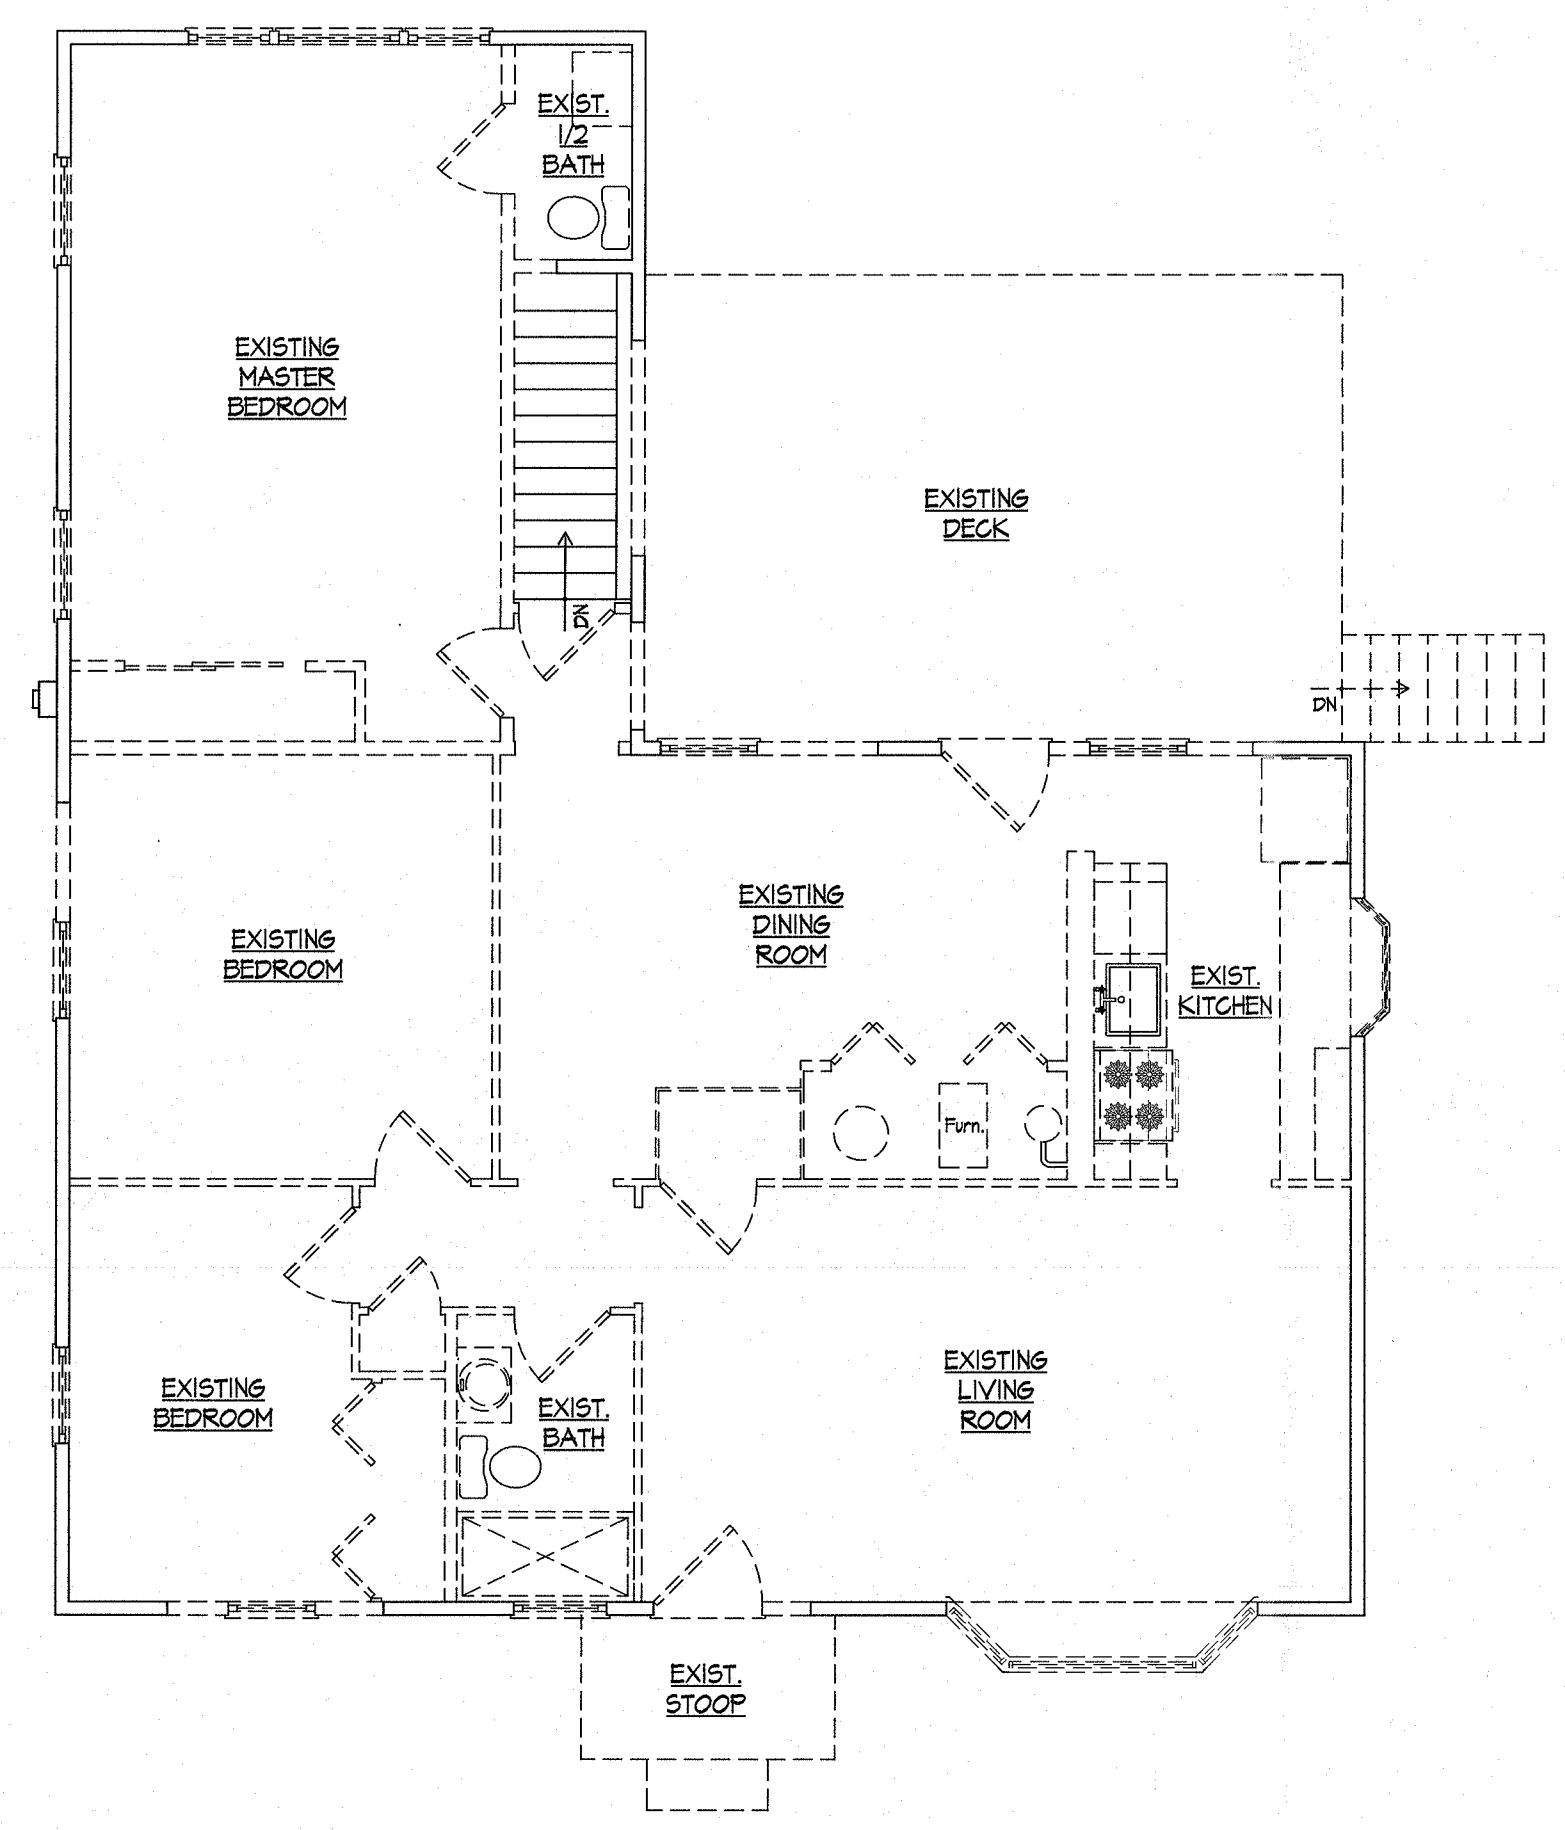 EXIST.
1/2
BATH
EXISTING
MASTER
BEDROOM
EXISTING
DECK
DN
DN
EXISTING
DINING
ROOM
EXISTING
BEDROOM
EXIST.
KITCHEN
Furn.
EXISTING
LIVING
ROOM
EXISTING
BEDROOM
EXIST.
BATH
EXIST.
STOOP